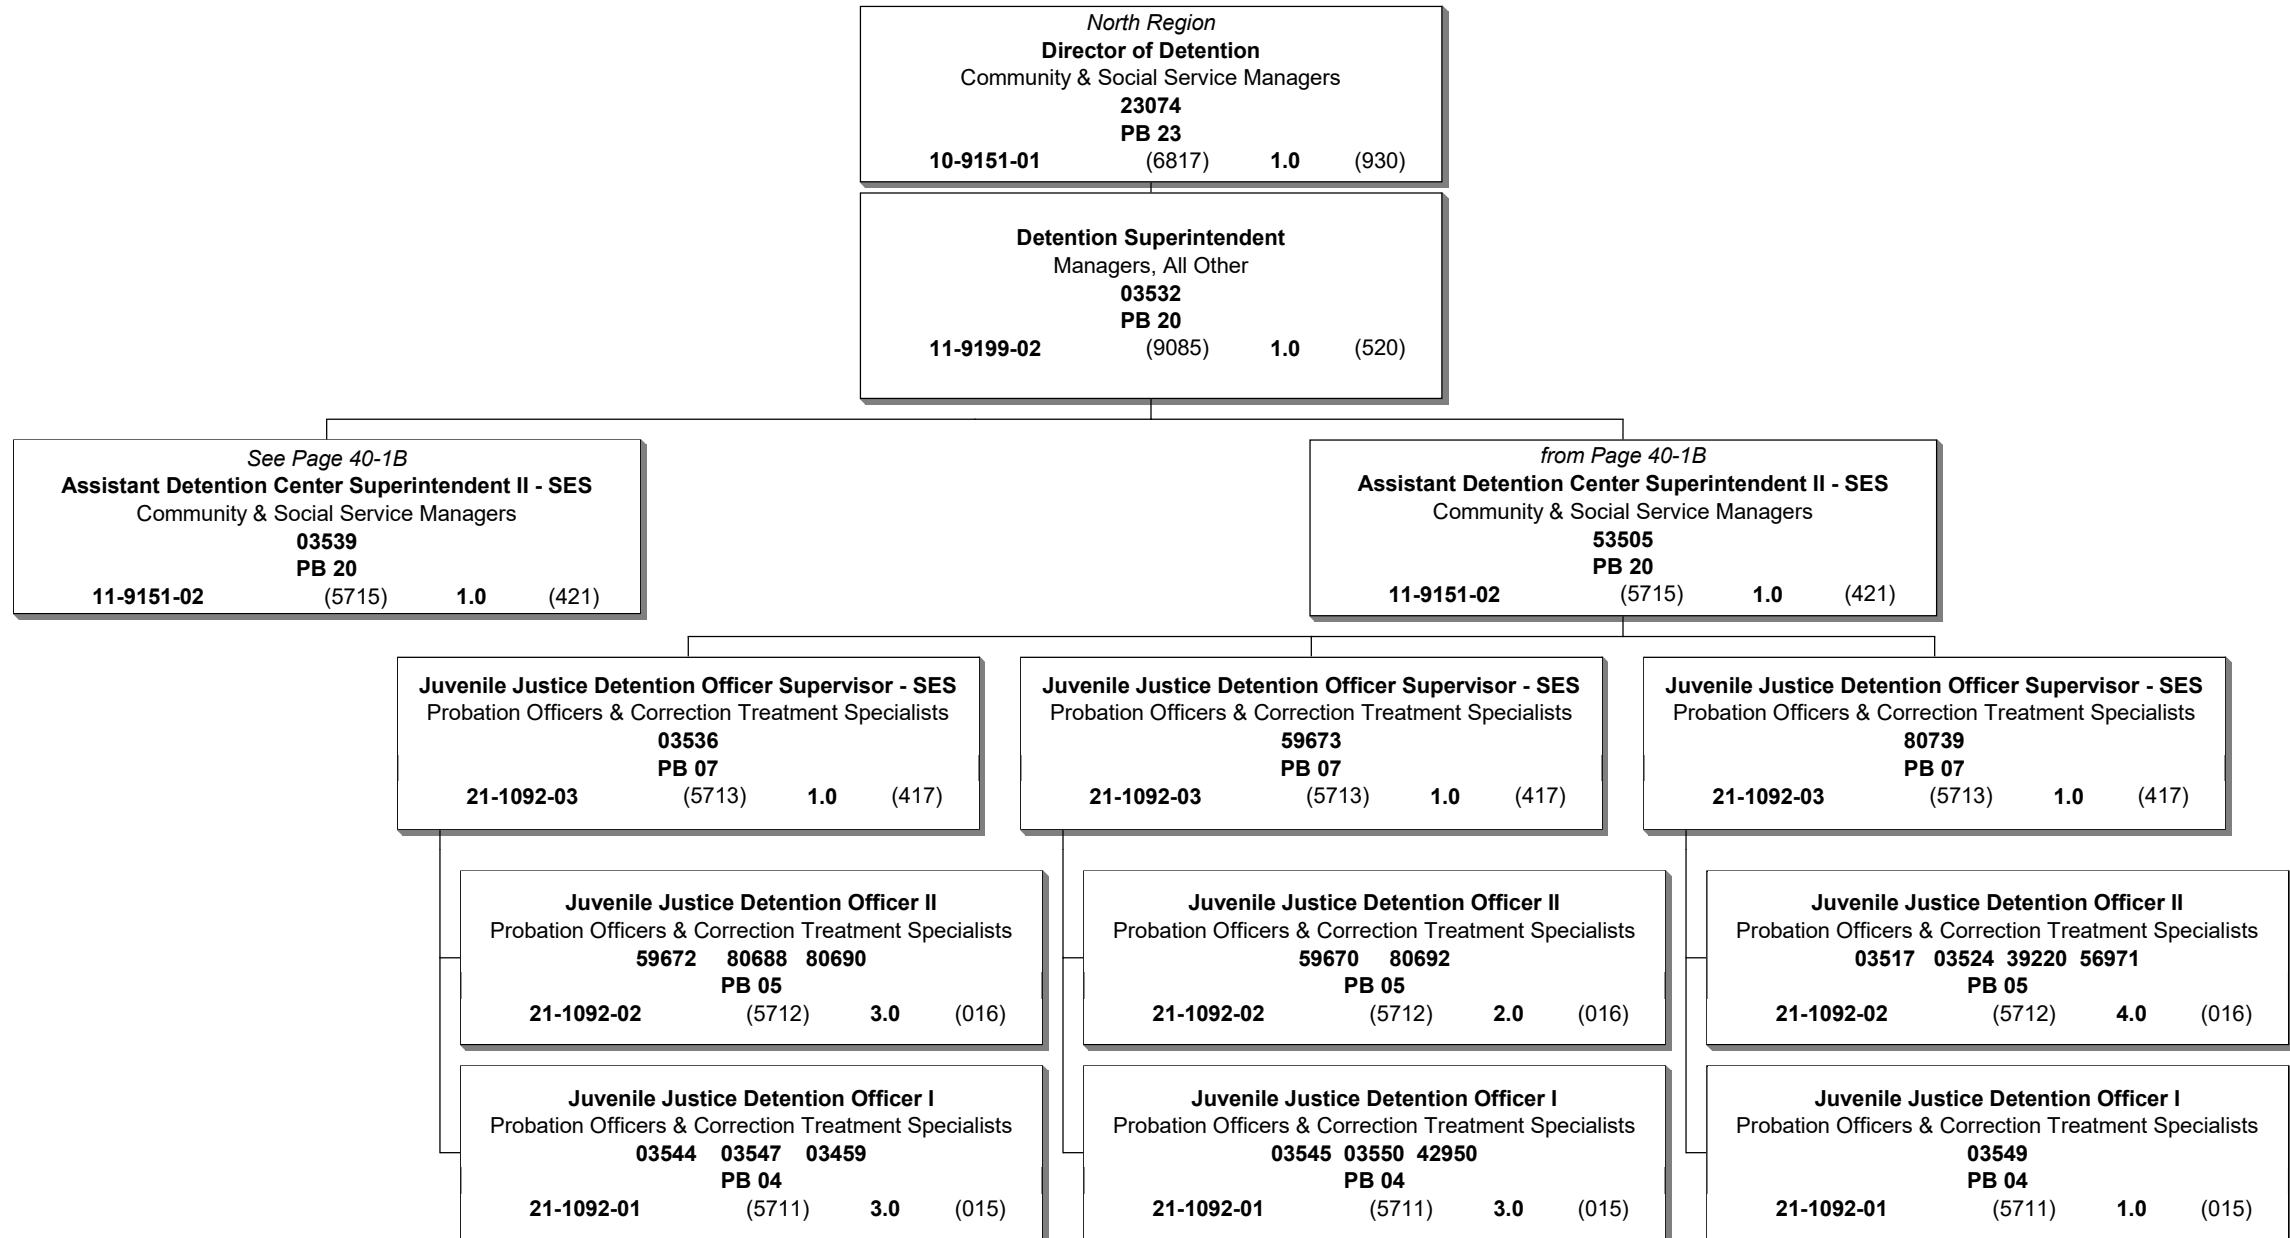 North Region
Director of Detention
Community & Social Service Managers
23074
PB 23
10-9151-01 (6817) 1.0 (930)
Detention Superintendent
Managers, All Other
03532
PB 20
11-9199-02 (9085) 1.0 (520)
See Page 40-1B
Assistant Detention Center Superintendent II - SES
Community & Social Service Managers
03539
PB 20
11-9151-02 (5715) 1.0 (421)
from Page 40-1B
Assistant Detention Center Superintendent II - SES
Community & Social Service Managers
53505
PB 20
11-9151-02 (5715) 1.0 (421)
Juvenile Justice Detention Officer Supervisor - SES
Probation Officers & Correction Treatment Specialists
03536
PB 07
21-1092-03 (5713) 1.0 (417)
Juvenile Justice Detention Officer Supervisor - SES
Probation Officers & Correction Treatment Specialists
59673
PB 07
21-1092-03 (5713) 1.0 (417)
Juvenile Justice Detention Officer Supervisor - SES
Probation Officers & Correction Treatment Specialists
80739
PB 07
21-1092-03 (5713) 1.0 (417)
Juvenile Justice Detention Officer II
Probation Officers & Correction Treatment Specialists
59672 80688 80690
PB 05
21-1092-02 (5712) 3.0 (016)
Juvenile Justice Detention Officer II
Probation Officers & Correction Treatment Specialists
59670 80692
PB 05
21-1092-02 (5712) 2.0 (016)
Juvenile Justice Detention Officer II
Probation Officers & Correction Treatment Specialists
03517 03524 39220 56971
PB 05
21-1092-02 (5712) 4.0 (016)
Juvenile Justice Detention Officer I
Probation Officers & Correction Treatment Specialists
03544 03547 03459
PB 04
21-1092-01 (5711) 3.0 (015)
Juvenile Justice Detention Officer I
Probation Officers & Correction Treatment Specialists
03545 03550 42950
PB 04
21-1092-01 (5711) 3.0 (015)
Juvenile Justice Detention Officer I
Probation Officers & Correction Treatment Specialists
03549
PB 04
21-1092-01 (5711) 1.0 (015)